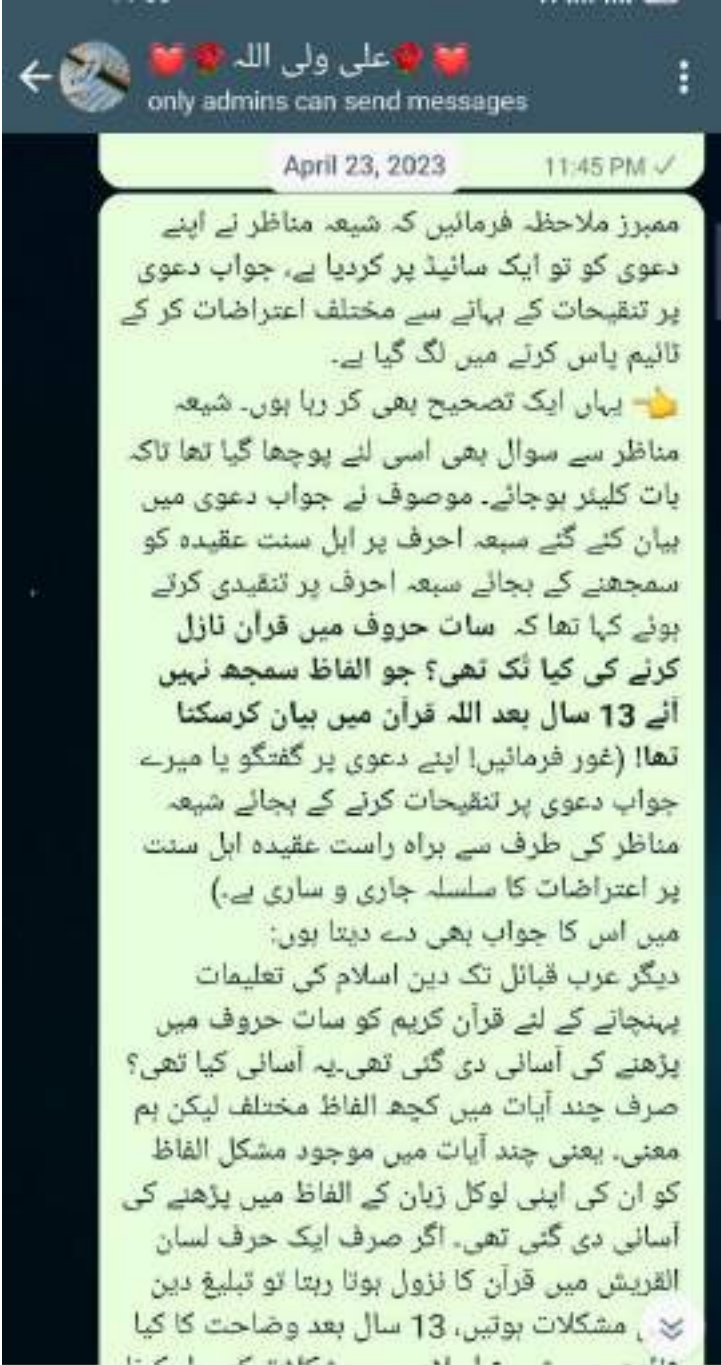 علی ولی اللہ
only admins can send messages
11:45 PM
April 23, 2023
ممبرز ملاحظہ فرمائیں کہ شیعہ مناظر نے اپنے
دعوی کو تو ایک سائیڈ پر کردیا ہے، جواب دعوی
پر تنقیحات کے بہانے سے مختلف اعتراضات کر کے
ٹائیم پاس کرنے میں لگ گیا ہے۔
👈 یہاں ایک تصحیح بھی کر رہا ہوں۔ شیعہ
مناظر سے سوال بھی اسی لئے پوچھا گیا تھا تاکہ
بات کلیئر ہوجائے۔ موصوف نے جواب دعوی میں
بیان کئے گئے سبعہ احرف پر اہل سنت عقیدہ کو
سمجھنے کے بجائے سبعہ احرف پر تنقیدی کرتے
ہوئے کہا تھا کہ سات حروف میں قرآن نازل
کرنے کی کیا تُک تھی؟ جو الفاظ سمجھ نہیں
آئے 13 سال بعد اللہ قرآن میں بیان کرسکتا
تھا! (غور فرمائیں! اپنے دعوی پر گفتگو یا میرے
جواب دعوی پر تنقیحات کرنے کے بجائے شیعہ
مناظر کی طرف سے براہ راست عقیدہ اہل سنت
پر اعتراضات کا سلسلہ جاری و ساری ہے۔)
میں اس کا جواب بھی دے دیتا ہوں:
دیگر عرب قبائل تک دین اسلام کی تعلیمات
پہنچانے کے لئے قرآن کریم کو سات حروف میں
پڑھنے کی آسانی دی گئی تھی۔یہ آسانی کیا تھی؟
صرف چند آیات میں کچھ الفاظ مختلف لیکن ہم
معنی۔ یعنی چند آیات میں موجود مشکل الفاظ
کو ان کی اپنی لوکل زبان کے الفاظ میں پڑھنے کی
آسانی دی گئی تھی۔ اگر صرف ایک حرف لسان
القریش میں قرآن کا نزول ہوتا رہتا تو تبلیغ دین
مشکلات ہوتیں، 13 سال بعد وضاحت کا کیا